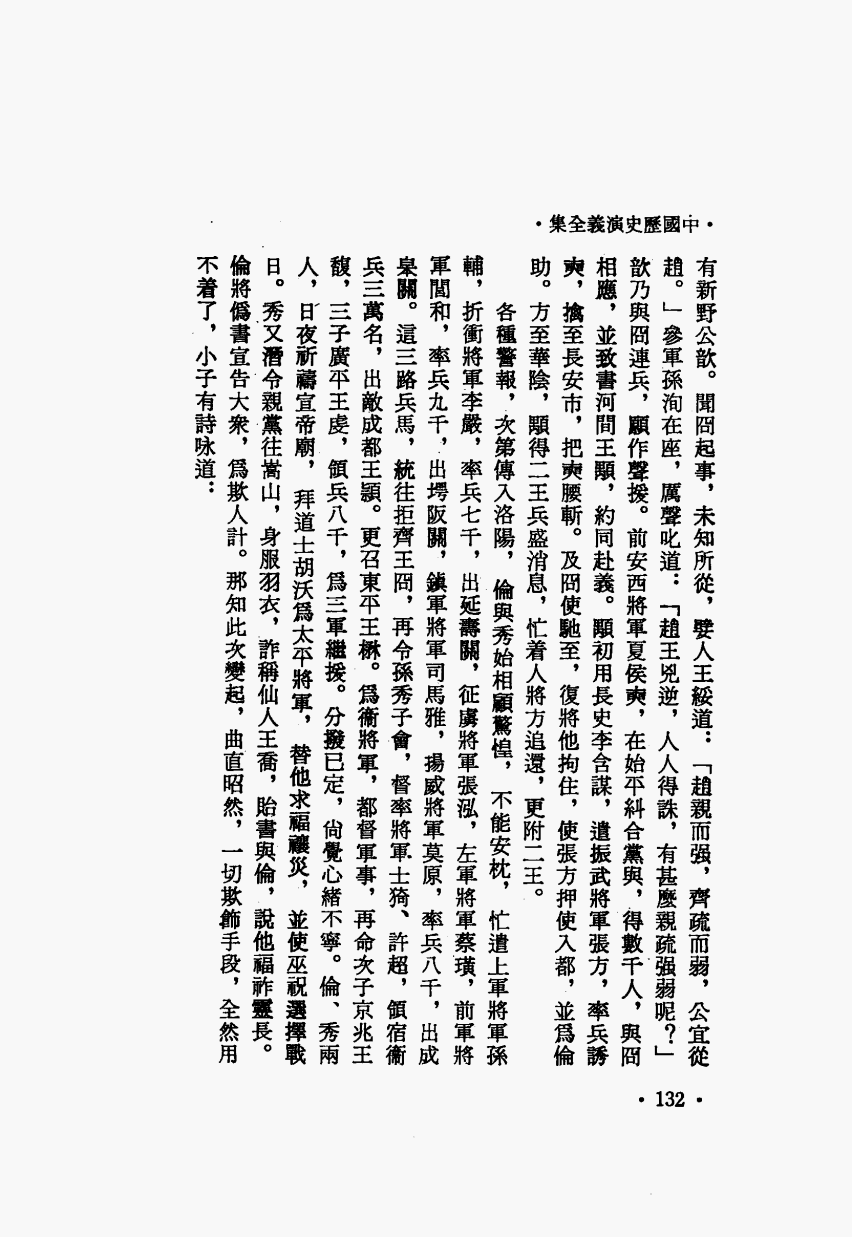 ·中國歷史演義全集·
有新野公歆。聞冏起事，未知所從，嬖人王綏道：「趙親而强，齊疏而弱，公宜從
趙。」參軍孫洵在座，厲聲叱道：「趙王兇逆，人人得誅，有甚麼親疏强弱呢？」
歆乃與冏連兵，願作聲援。前安西將軍夏侯奭，在始平糾合黨與，得數千人，與冏
相應，並致書河間王顒，約同赴義。顒初用長史李含謀，遣振武將軍張方，率兵誘
奭，擒至長安市，把奭腰斬。及冏使馳至，復將他拘住，使張方押使入都，並爲倫
助。方至華陰，顒得二王兵盛消息，忙着人將方追還，更附二王。
各種警報，次第傳入洛陽，倫與秀始相顧驚惶，不能安枕，忙遣上軍將軍孫
輔，折衝將軍李嚴，率兵七千，出延壽關，征虜將軍張泓，左軍將軍蔡璜，前軍將
軍閭和，率兵九千，出堮阪關，鎮軍將軍司馬雅，揚威將軍莫原，率兵八千，出成
臯關。這三路兵馬，統往拒齊王冏，再令孫秀子會，督率將軍士猗、許超，領宿衞
兵三萬名，出敵成都王穎。更召東平王楙。爲衞將軍，都督軍事，再命次子京兆王
馥，三子廣平王虔，領兵八千，爲三軍繼援。分撥已定，尙覺心緒不寧。倫、秀兩
人，日夜祈禱宣帝廟，拜道士胡沃爲太平將軍，替他求福禳災，並使巫祝選擇戰
日。秀又潛令親黨往嵩山，身服羽衣，詐稱仙人王喬，貽書與倫，說他福祚靈長。
倫將僞書宣告大衆，爲欺人計。那知此次變起，曲直昭然，一切欺飾手段，全然用
不着了，小子有詩咏道：
·132·